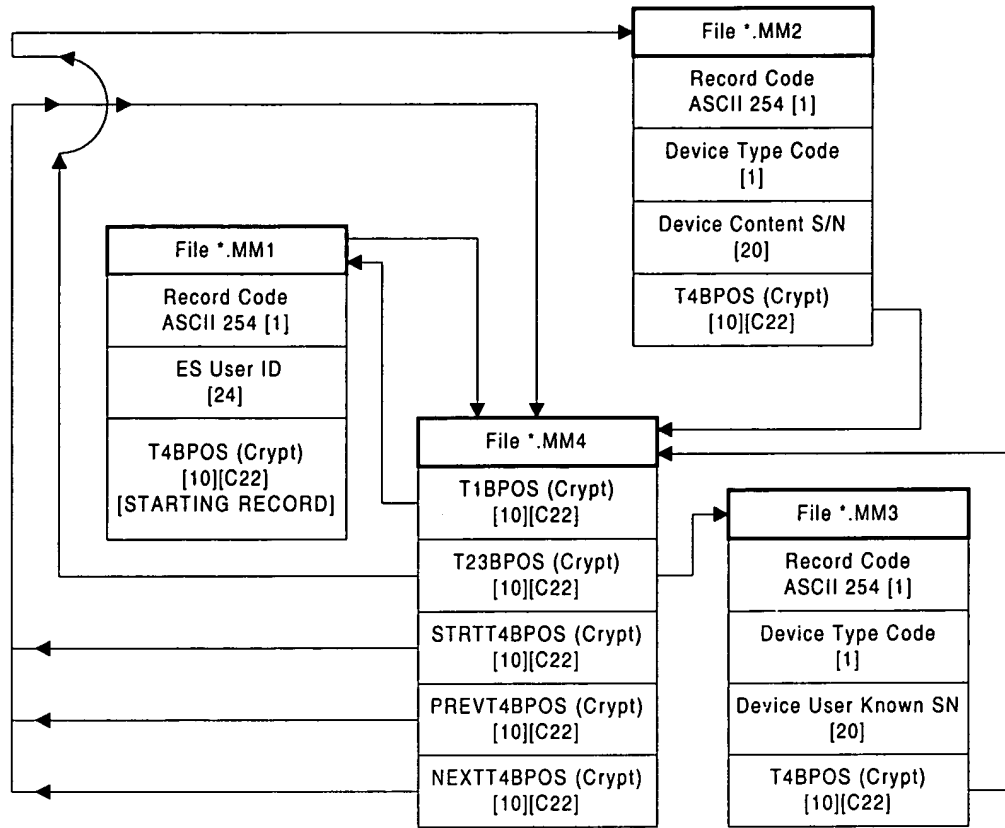 File *.MM2
Record Code
ASCII 254 [1]
Device Type Code
[1]
Device Content S/N
[20]
T4BPOS (Crypt)
[10][C22]
File *.MM1
Record Code
ASCII 254 [1]
ES User ID
[24]
T4BPOS (Crypt)
[10][C22]
[STARTING RECORD]
File *.MM4
T1BPOS (Crypt)
[10][C22]
T23BPOS (Crypt)
[10][C22]
STRTT4BPOS (Crypt)
[10][C22]
PREVT4BPOS (Crypt)
[10][C22]
NEXTT4BPOS (Crypt)
[10][C22]
File *.MM3
Record Code
ASCII 254 [1]
Device Type Code
[1]
Device User Known SN
[20]
T4BPOS (Crypt)
[10][C22]